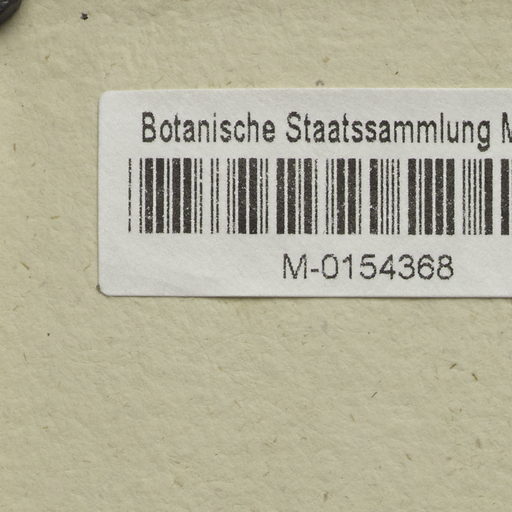 Botanische Staatssammlung
M-0154368